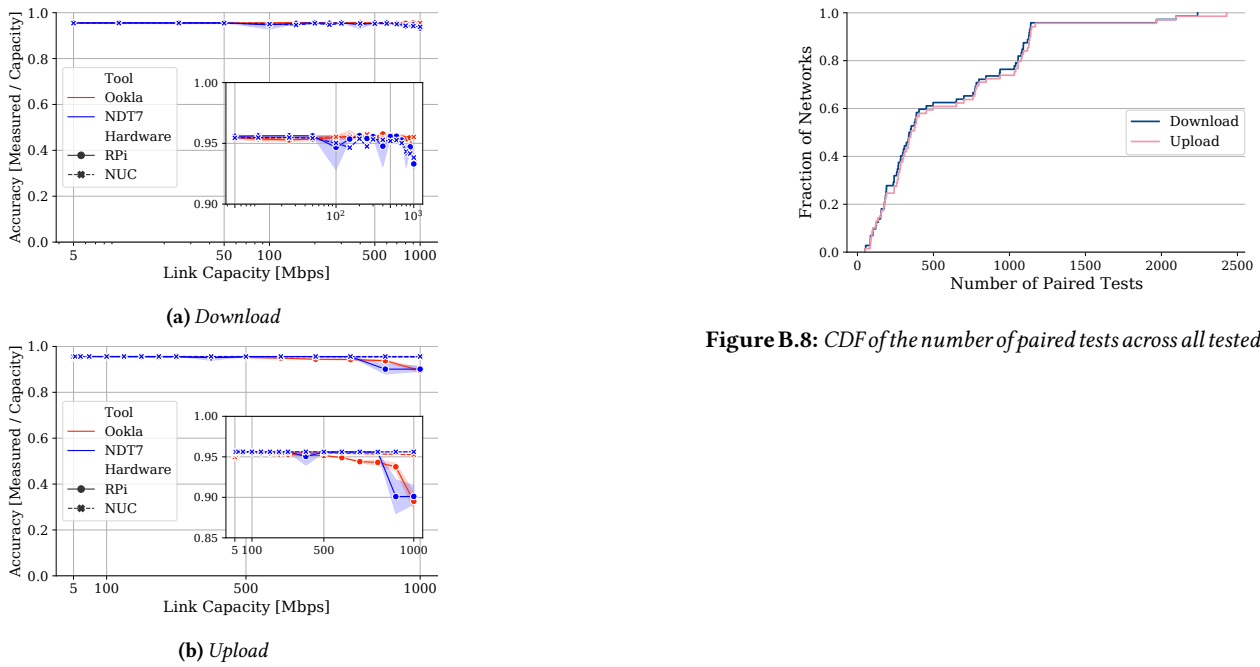 1.0
0.8
0.6
0.4
0.2
0.0
Accuracy [Measured / Capacity]
Tool
Ookla
NDT7
Hardware
RPi
NUC
1.00
0.95
0.90
10²
10³
5
50
100
500
1000
Link Capacity [Mbps]
(a) Download
1.0
0.8
0.6
0.4
0.2
0.0
Accuracy [Measured / Capacity]
Tool
Ookla
NDT7
Hardware
RPi
NUC
1.00
0.95
0.90
0.85
5 100
500
1000
5
100
500
1000
Link Capacity [Mbps]
(b) Upload
1.0
0.8
0.6
0.4
0.2
0.0
Fraction of Networks
Download
Upload
0
500
1000
1500
2000
2500
Number of Paired Tests
Figure B.8: CDF of the number of paired tests across all tested